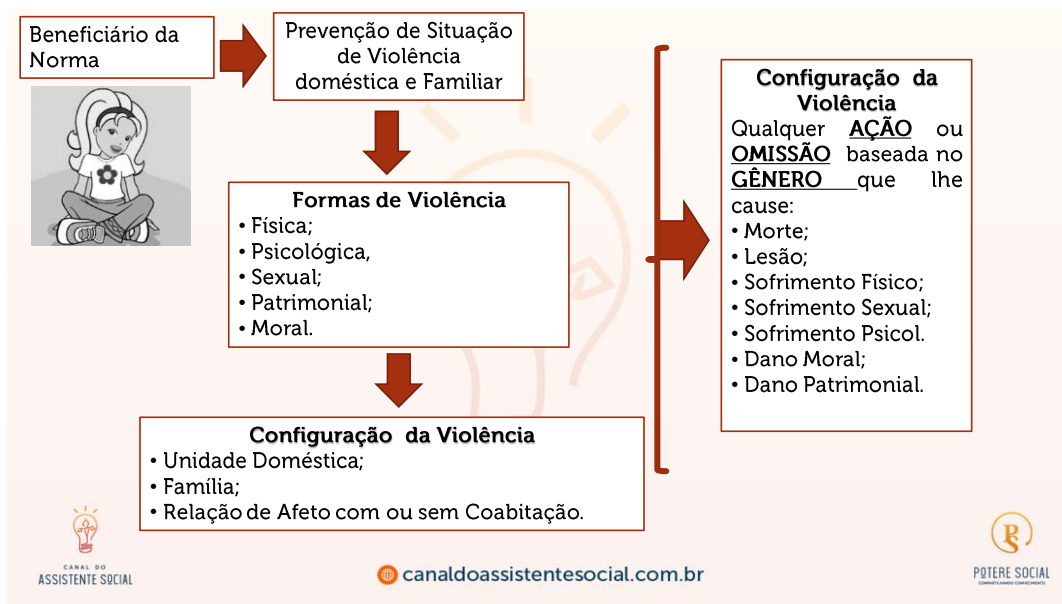 Beneficiário da
Norma
Prevenção de Situação
de Violência
doméstica e Familiar
Formas de Violência
• Física;
• Psicológica,
• Sexual;
• Patrimonial;
• Moral.
Configuração da Violência
• Unidade Doméstica;
• Família;
• Relação de Afeto com ou sem Coabitação.
Configuração da
Violência
Qualquer AÇÃO ou
OMISSÃO baseada no
GÊNERO que lhe
cause:
• Morte;
• Lesão;
• Sofrimento Físico;
• Sofrimento Sexual;
• Sofrimento Psicol.
• Dano Moral;
• Dano Patrimonial.
CANAL DO
ASSISTENTE SOCIAL
canaldoassistentesocial.com.br
PS
POTERE SOCIAL
COMPARTILHANDO CONHECIMENTO